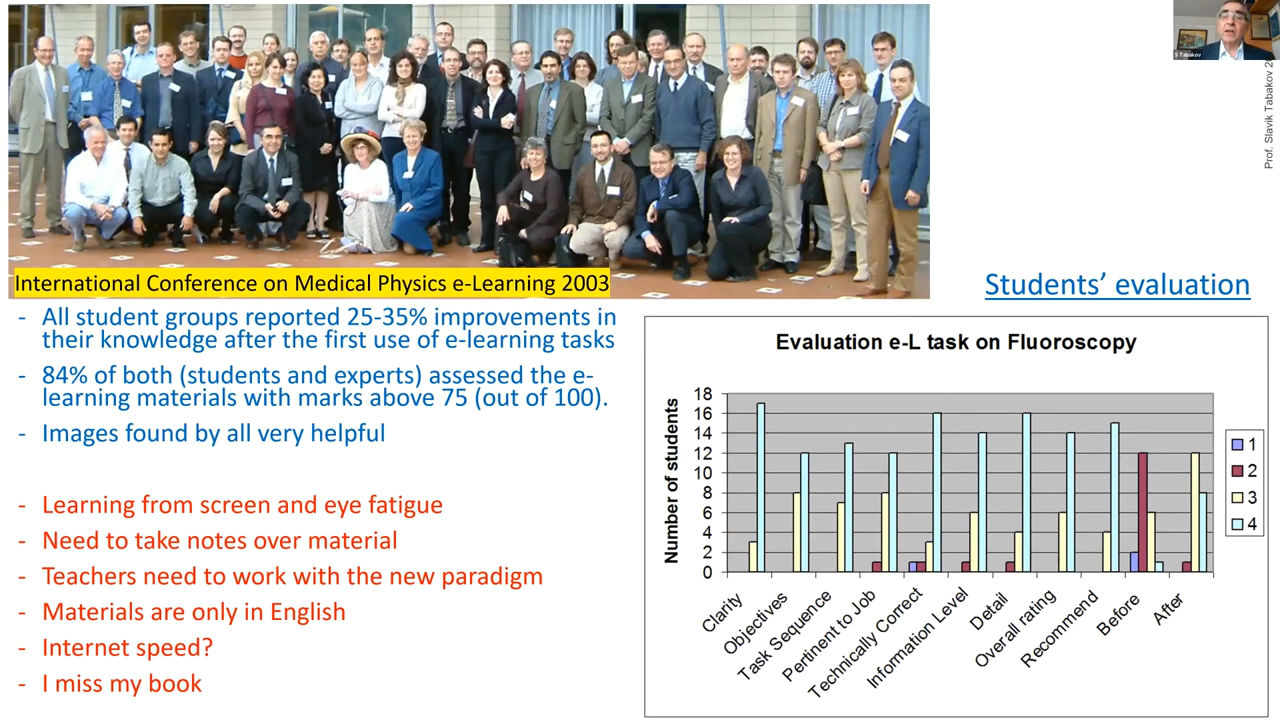 S Tabakov
Prof. Slavik Tabakov
International Conference on Medical Physics e-Learning 2003
Students’ evaluation
- All student groups reported 25-35% improvements in
their knowledge after the first use of e-learning tasks
- 84% of both (students and experts) assessed the e-
learning materials with marks above 75 (out of 100).
- Images found by all very helpful
- Learning from screen and eye fatigue
- Need to take notes over material
- Teachers need to work with the new paradigm
- Materials are only in English
- Internet speed?
- I miss my book
Evaluation e-L task on Fluoroscopy
Number of students
18
16
14
12
10
8
6
4
2
0
Clarity
Objectives
Task Sequence
Pertinent to Job
Technically Correct
Information Level
Detail
Overall rating
Recommend
Before
After
1
2
3
4